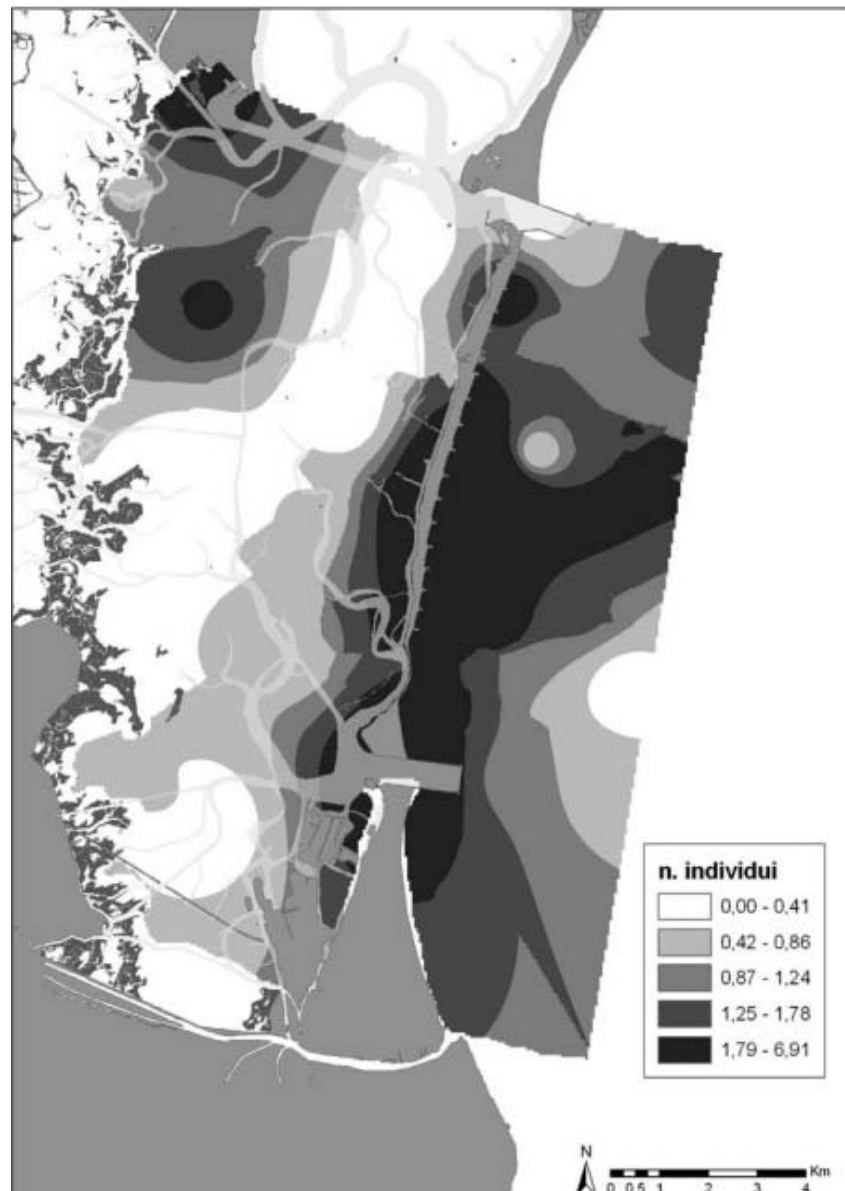 n. individui
0,00 - 0,41
0,42 - 0,86
0,87 - 1,24
1,25 - 1,78
1,79 - 6,91
N
Km
0 0,5 1 2 3 4